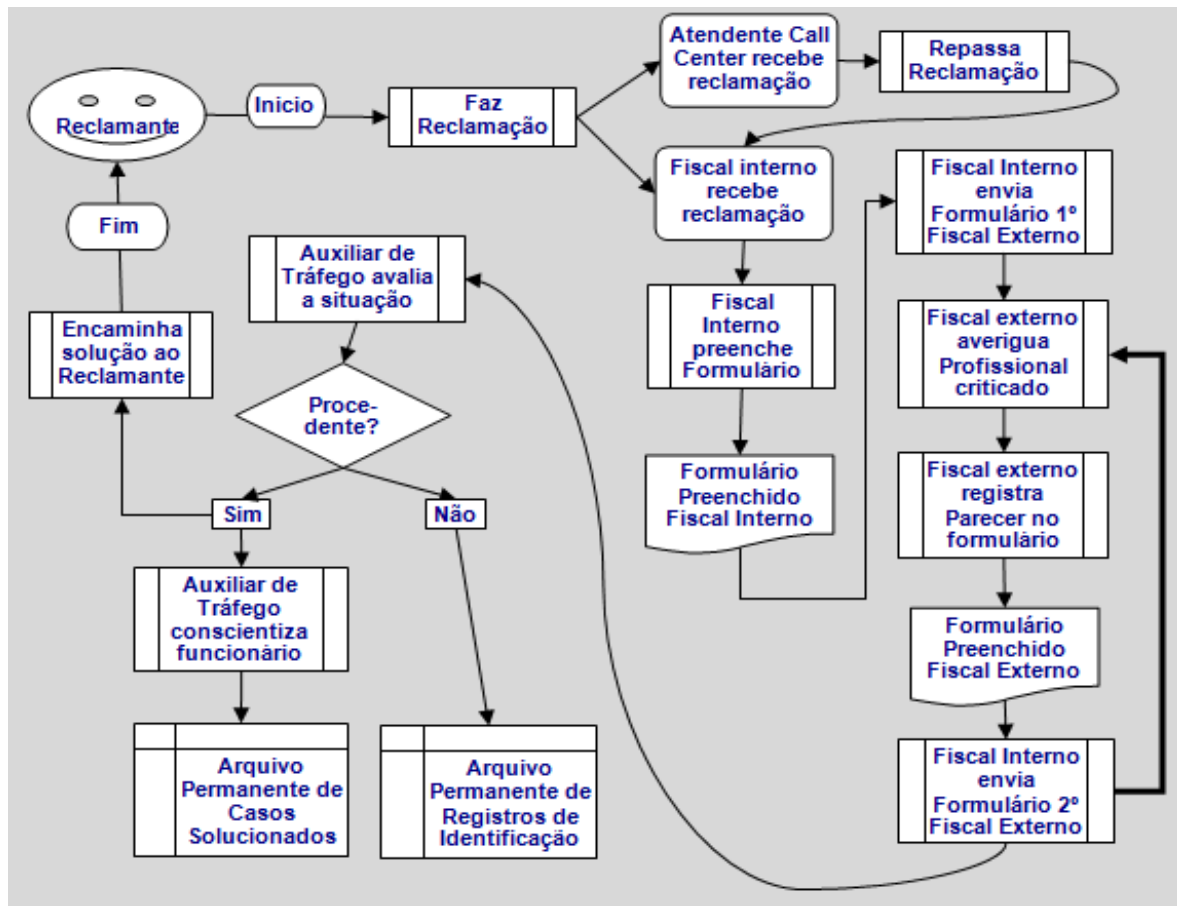 Reclamante
Inicio
Faz
Reclamação
Atendente Call
Center recebe
reclamação
Repassa
Reclamação
Fiscal interno
recebe
reclamação
Fiscal
Interno
preenche
Formulário
Formulário
Preenchido
Fiscal Interno
Fiscal Interno
envia
Formulário 1º
Fiscal Externo
Fiscal externo
averigua
Profissional
criticado
Fiscal externo
registra
Parecer no
formulário
Formulário
Preenchido
Fiscal Externo
Fiscal Interno
envia
Formulário 2º
Fiscal Externo
Auxiliar de
Tráfego avalia
a situação
Proce-
dente?
Sim
Não
Auxiliar de
Tráfego
conscientiza
funcionário
Arquivo
Permanente de
Casos
Solucionados
Arquivo
Permanente de
Registros de
Identificação
Encaminha
solução ao
Reclamante
Fim